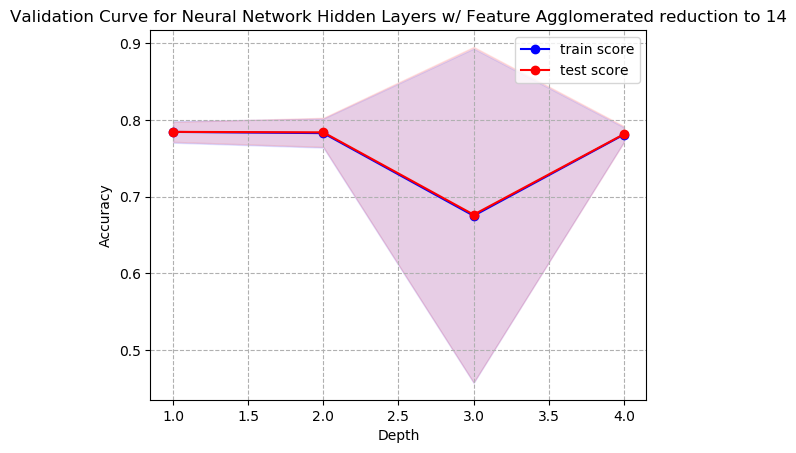 Validation Curve for Neural Network Hidden Layers w/ Feature Agglomerated reduction to 14
train score
test score
0.9
0.8
0.7
0.6
0.5
Accuracy
1.0 1.5 2.0 2.5 3.0 3.5 4.0
Depth